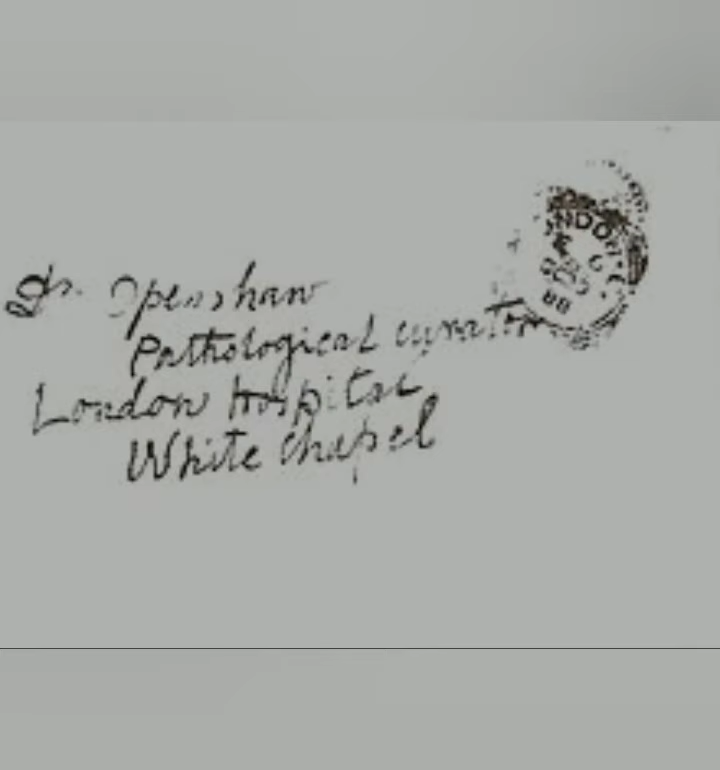 Dr. Openshaw
Pathological curator
London Hospital
White chapel